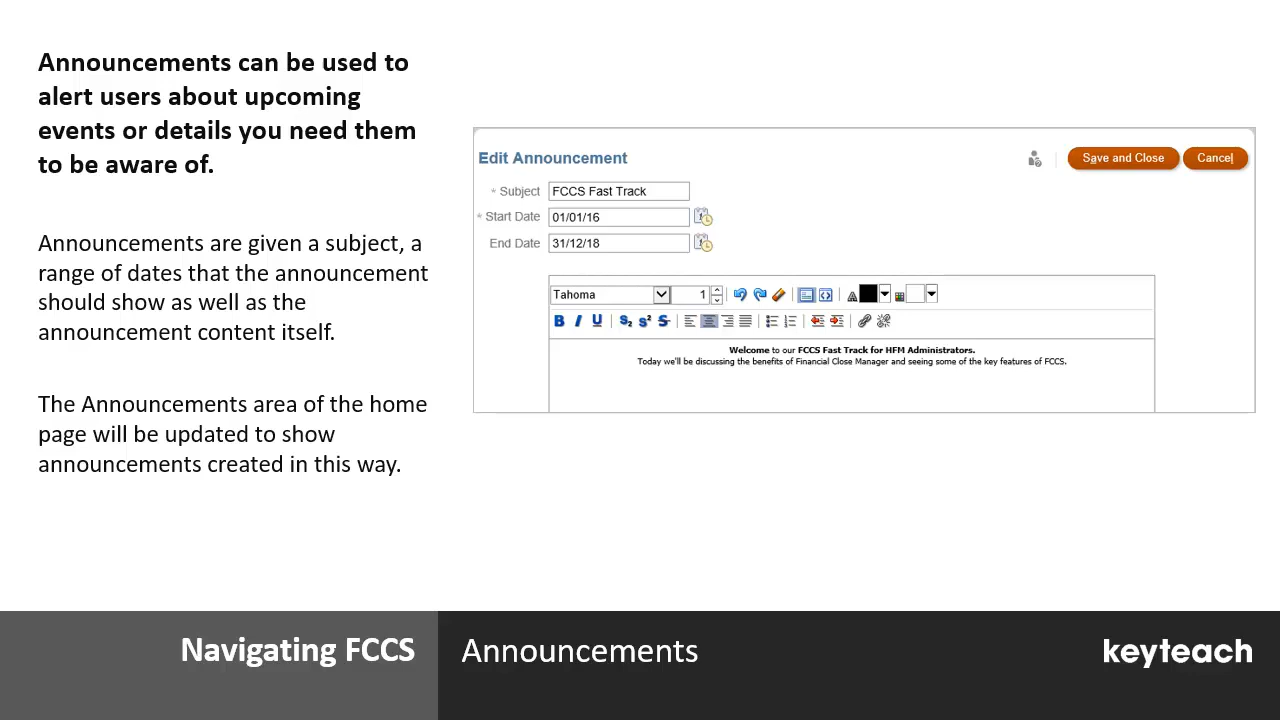 Announcements can be used to
alert users about upcoming
events or details you need them
to be aware of.
Announcements are given a subject, a
range of dates that the announcement
should show as well as the
announcement content itself.
The Announcements area of the home
page will be updated to show
announcements created in this way.
Edit Announcement
Save and Close
Cancel
* Subject FCCS Fast Track
* Start Date 01/01/16
End Date 31/12/18
Tahoma 1
B I U S₂ S² S
Welcome to our FCCS Fast Track for HFM Administrators.
Today we'll be discussing the benefits of Financial Close Manager and seeing some of the key features of FCCS.
Navigating FCCS
Announcements
keyteach